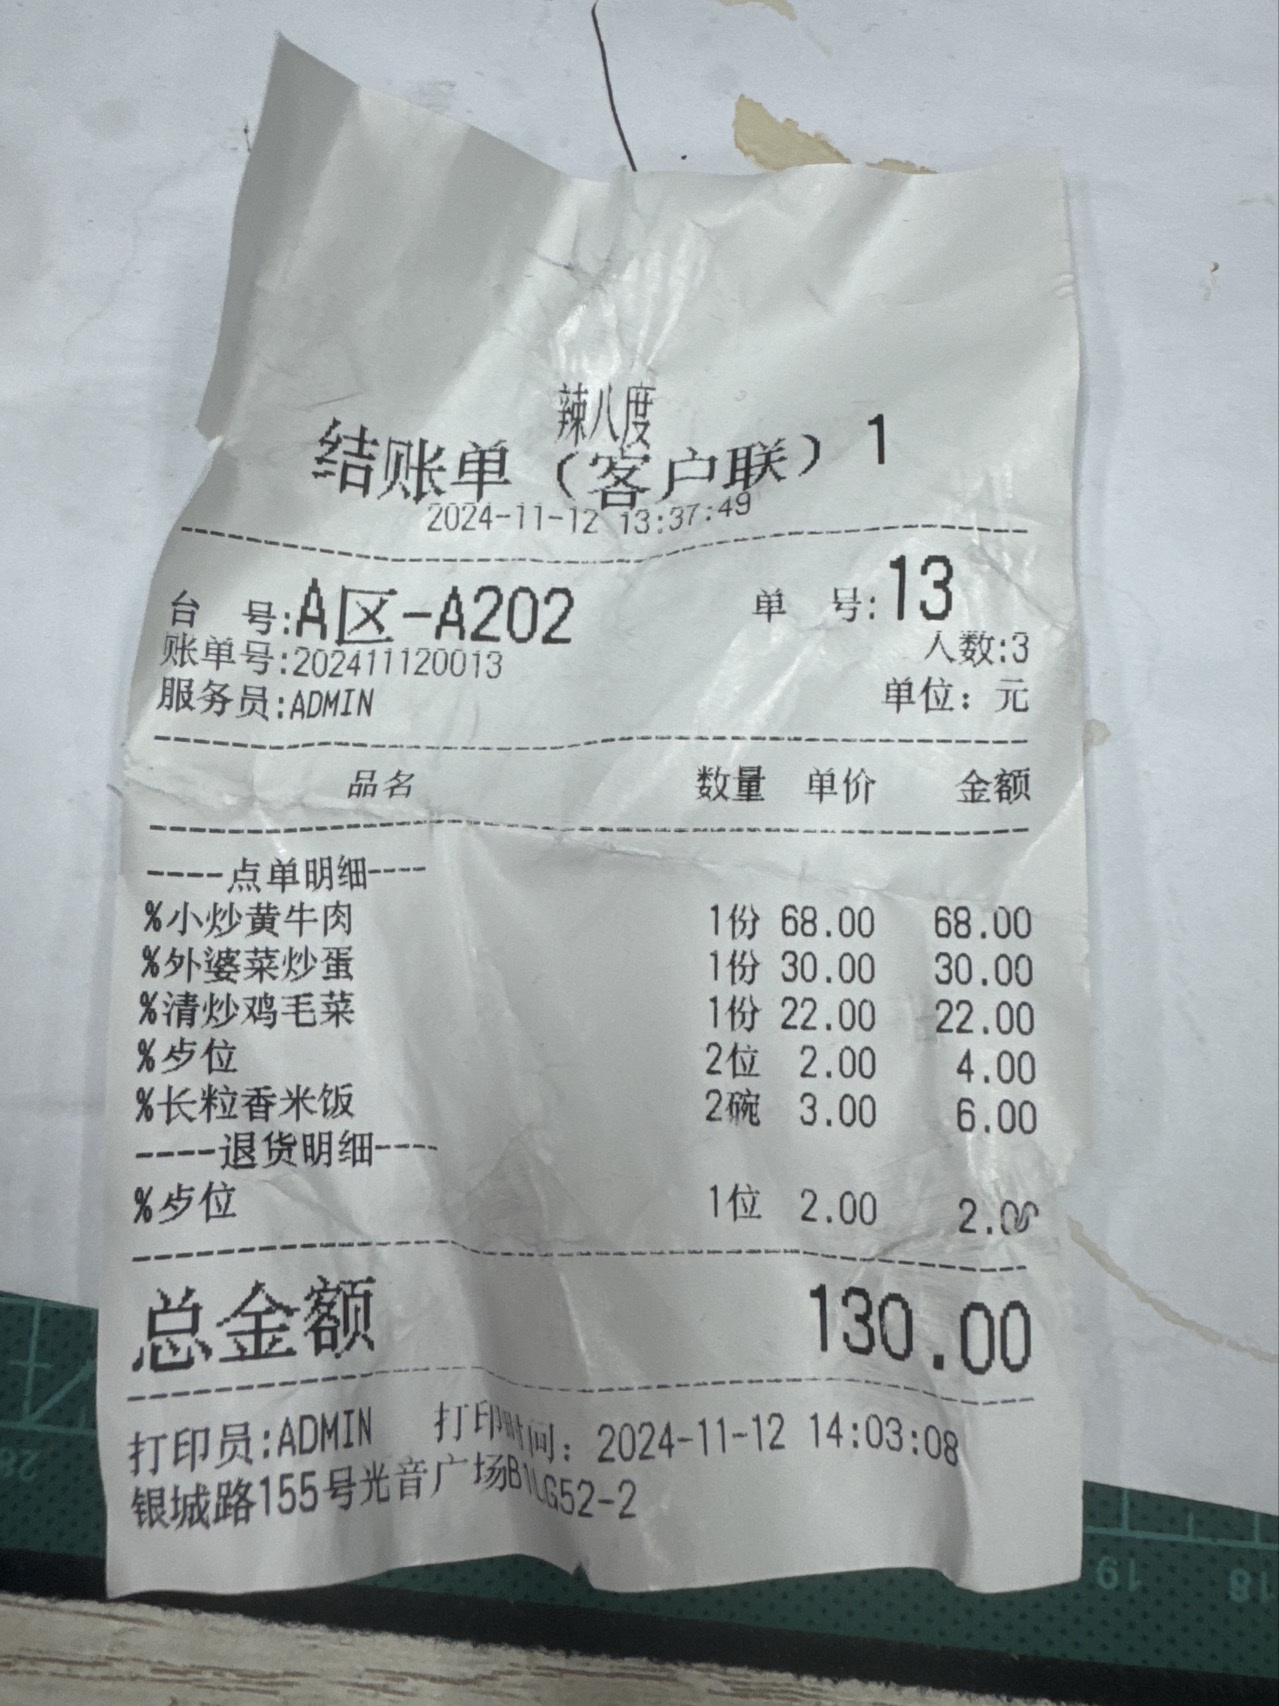 辣八度
结账单（客户联）1
2024-11-12 13:37:49
台 号:A区-A202 单 号:13
账单号:202411120013 人数:3
服务员:ADMIN 单位：元
品名 数量 单价 金额
----点单明细----
%小炒黄牛肉 1份 68.00 68.00
%外婆菜炒蛋 1份 30.00 30.00
%清炒鸡毛菜 1份 22.00 22.00
%歺位 2位 2.00 4.00
%长粒香米饭 2碗 3.00 6.00
----退货明细----
%歺位 1位 2.00 2.00
总金额 130.00
打印员:ADMIN 打印时间：2024-11-12 14:03:08
银城路155号光音广场B1LG52-2
28 19 18